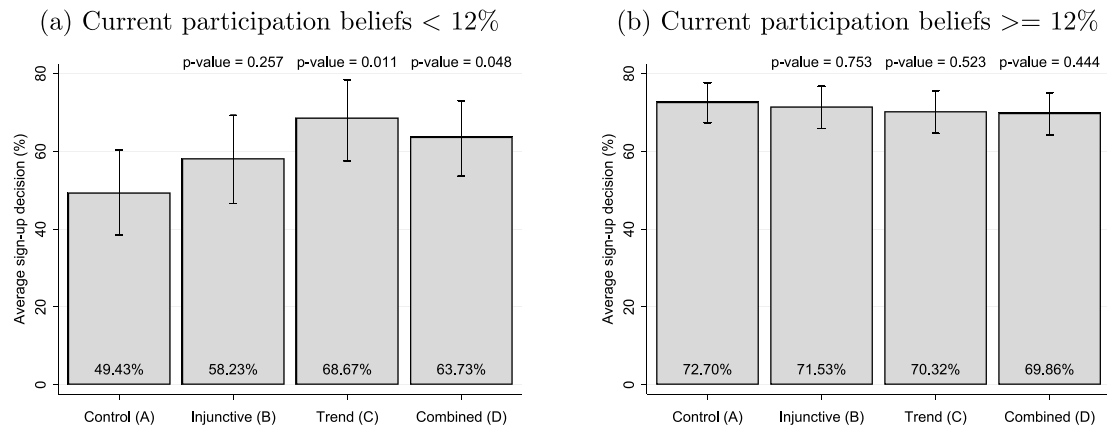 (a) Current participation beliefs < 12%
p-value = 0.257 p-value = 0.011 p-value = 0.048
Average sign-up decision (%)
80
60
40
20
0
49.43% 58.23% 68.67% 63.73%
Control (A) Injunctive (B) Trend (C) Combined (D)
(b) Current participation beliefs >= 12%
p-value = 0.753 p-value = 0.523 p-value = 0.444
Average sign-up decision (%)
80
60
40
20
0
72.70% 71.53% 70.32% 69.86%
Control (A) Injunctive (B) Trend (C) Combined (D)